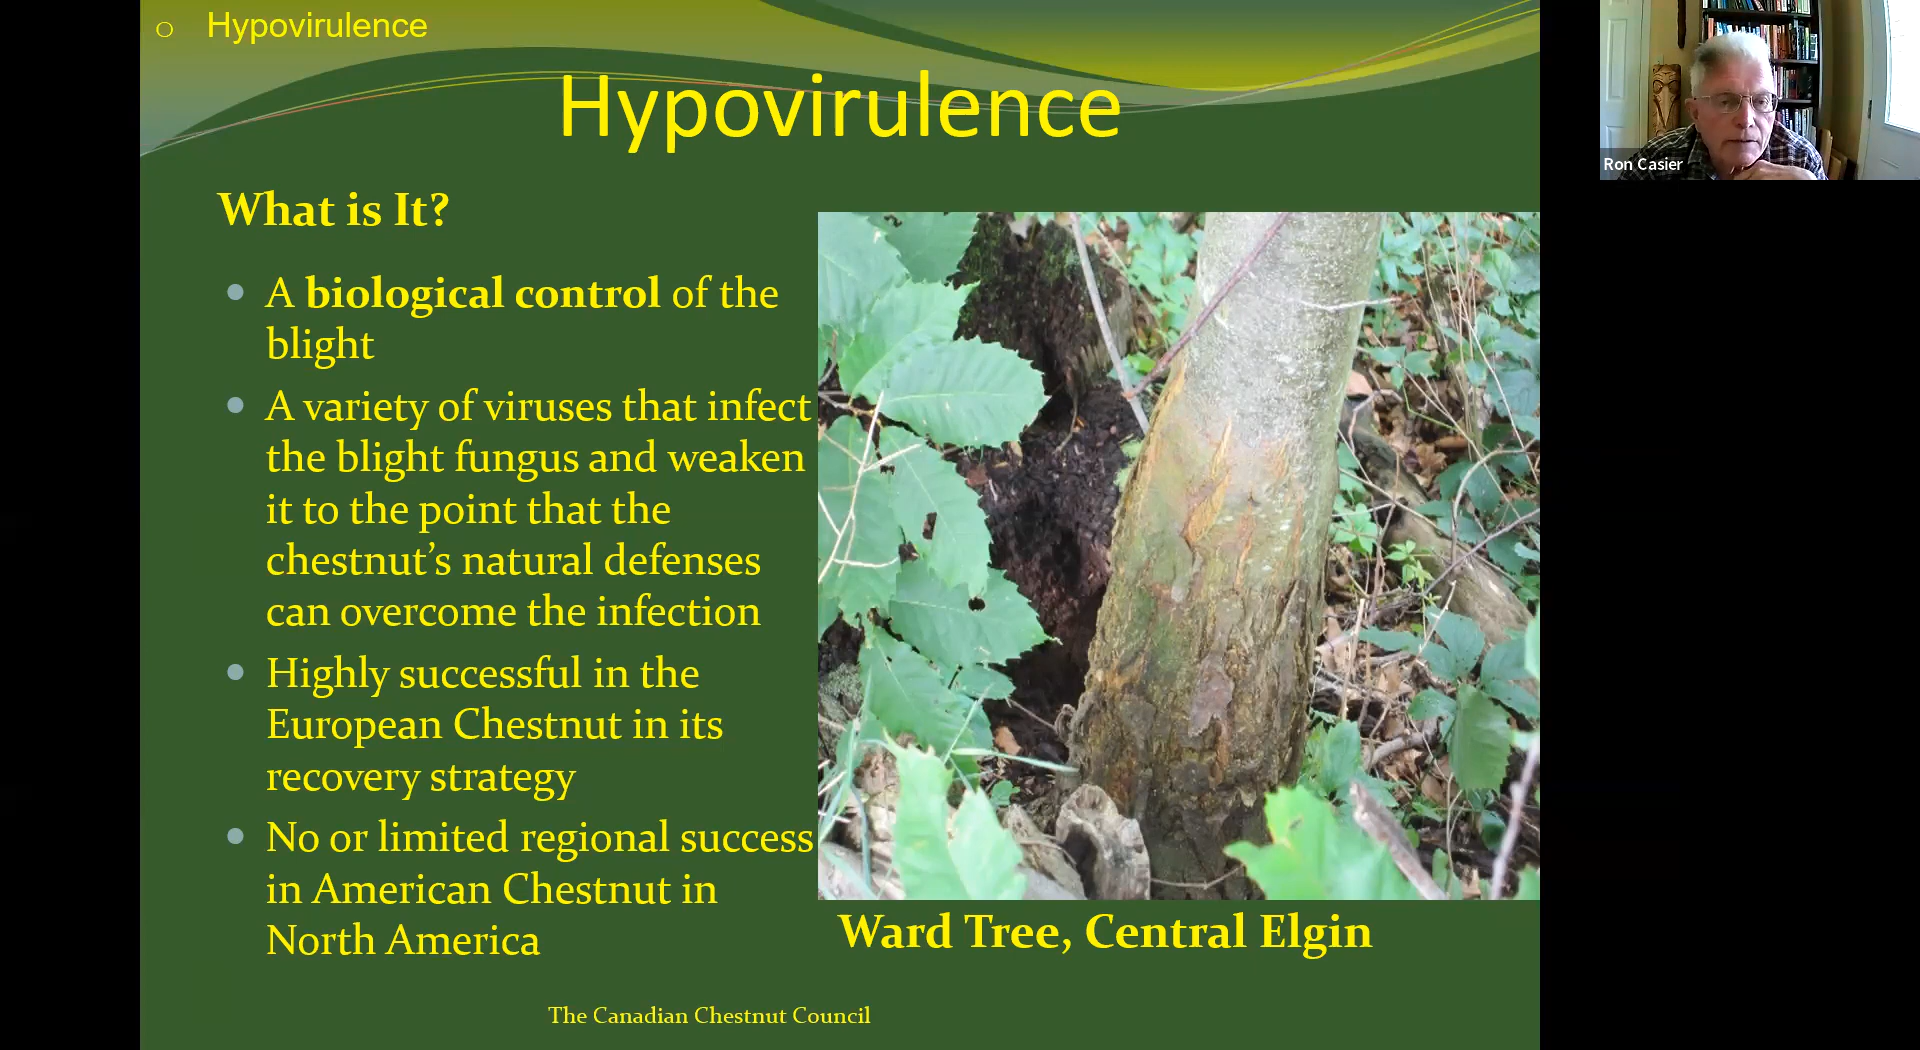 o Hypovirulence
Hypovirulence
What is It?
• A biological control of the
blight
• A variety of viruses that infect
the blight fungus and weaken
it to the point that the
chestnut’s natural defenses
can overcome the infection
• Highly successful in the
European Chestnut in its
recovery strategy
• No or limited regional success
in American Chestnut in
North America
Ward Tree, Central Elgin
The Canadian Chestnut Council
Ron Casier